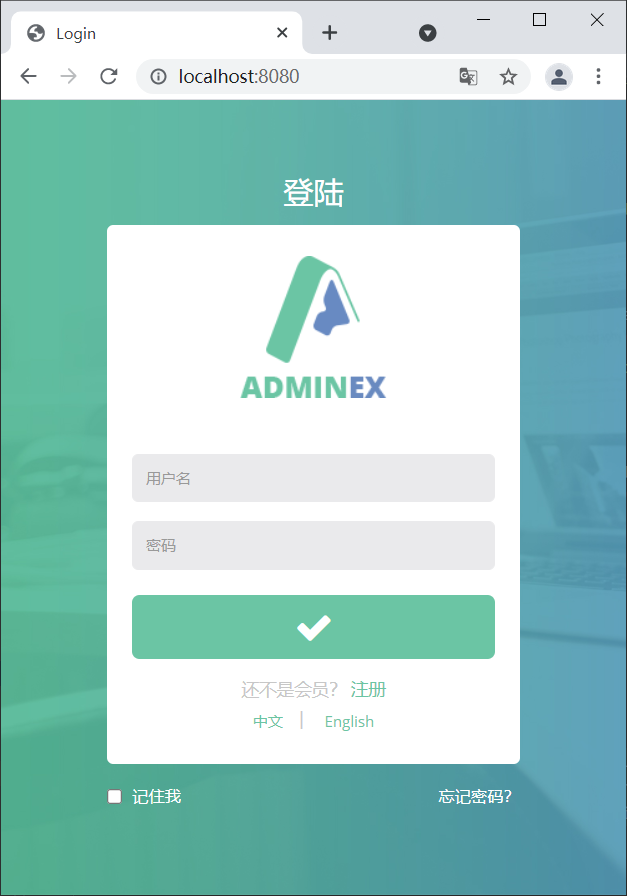 Login
localhost:8080
登陆
ADMINEX
用户名
密码
还不是会员？ 注册
中文 | English
记住我 忘记密码?